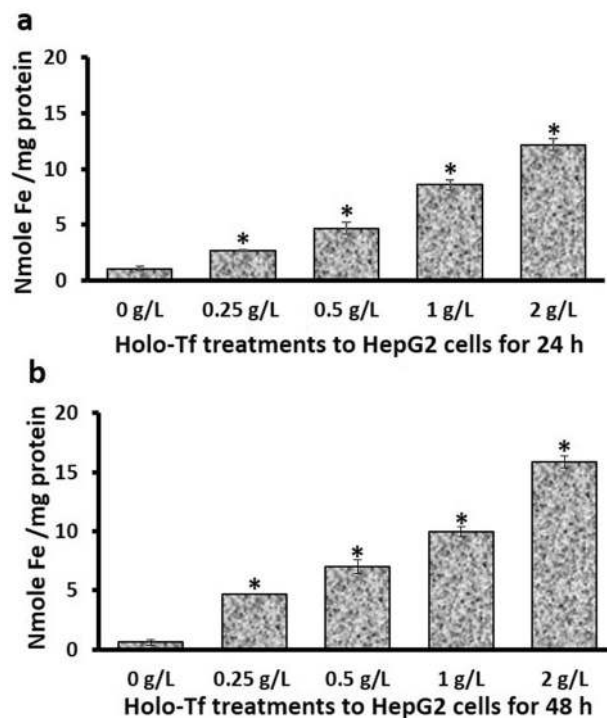 a
20
15
10
5
0
Nmole Fe /mg protein
*
*
*
*
0 g/L 0.25 g/L 0.5 g/L 1 g/L 2 g/L
Holo-Tf treatments to HepG2 cells for 24 h
b
20
15
10
5
0
Nmole Fe /mg protein
*
*
*
*
0 g/L 0.25 g/L 0.5 g/L 1 g/L 2 g/L
Holo-Tf treatments to HepG2 cells for 48 h